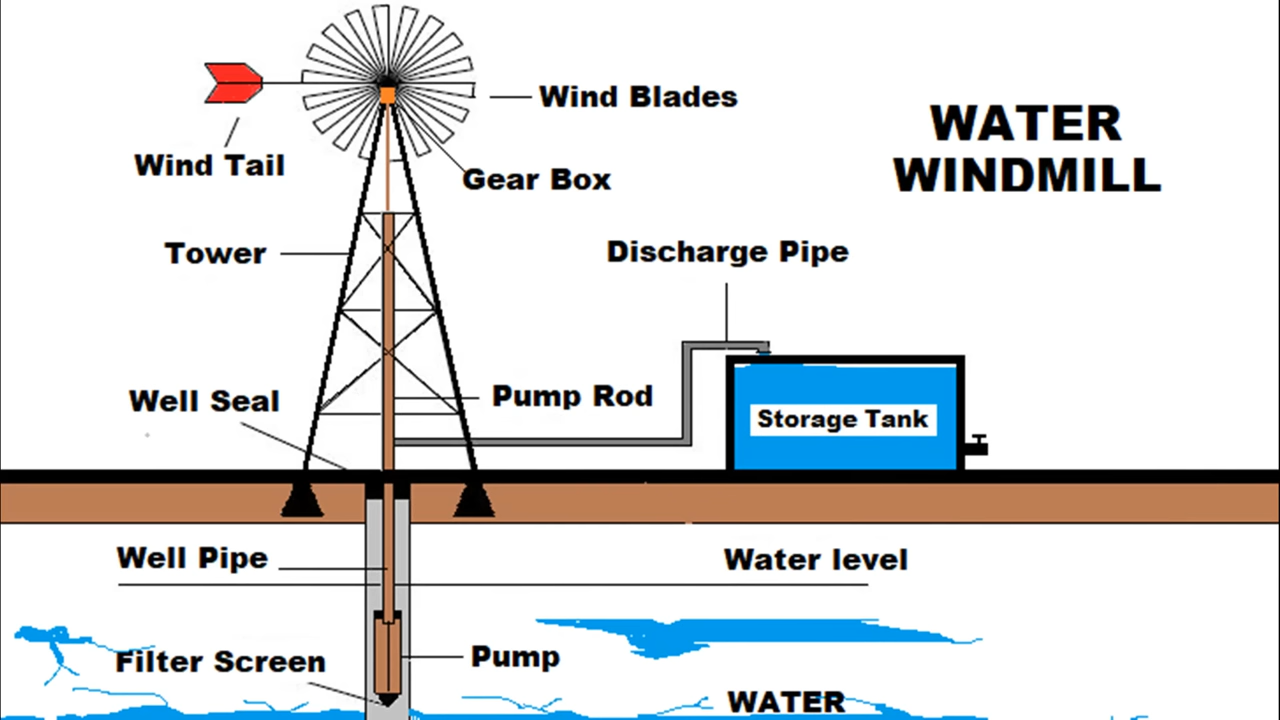 WATER
WINDMILL
Wind Blades
Wind Tail
Gear Box
Tower
Discharge Pipe
Well Seal
Pump Rod
Storage Tank
Well Pipe
Water level
Filter Screen
Pump
WATER